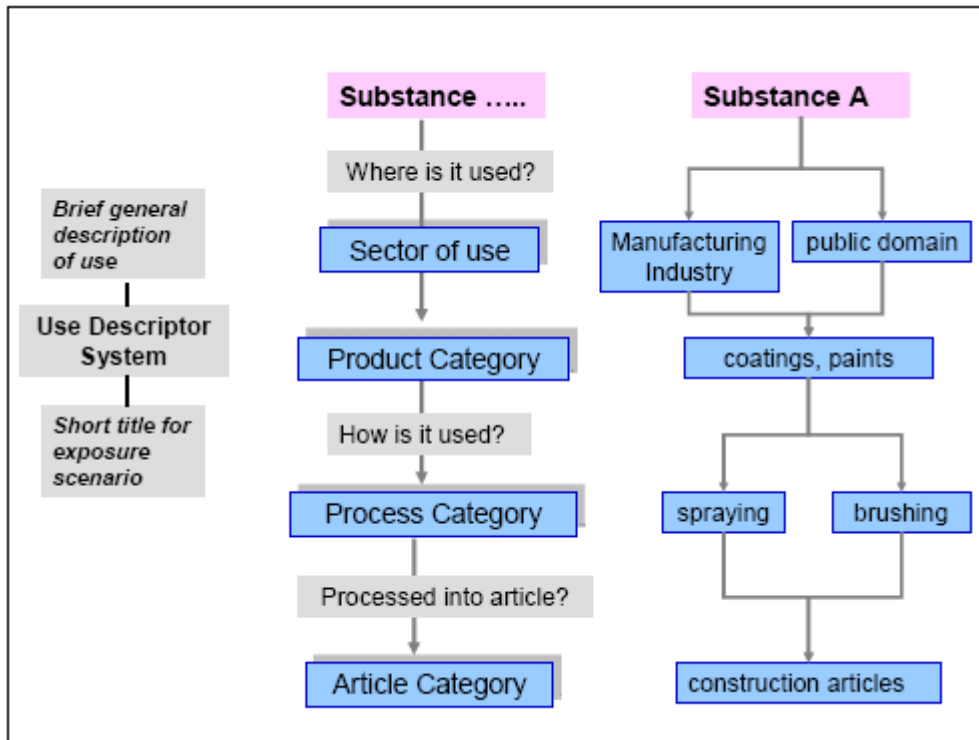 Brief general
description
of use
Use Descriptor
System
Short title for
exposure
scenario
Substance …..
Where is it used?
Sector of use
Product Category
How is it used?
Process Category
Processed into article?
Article Category
Substance A
Manufacturing
Industry
public domain
coatings, paints
spraying
brushing
construction articles